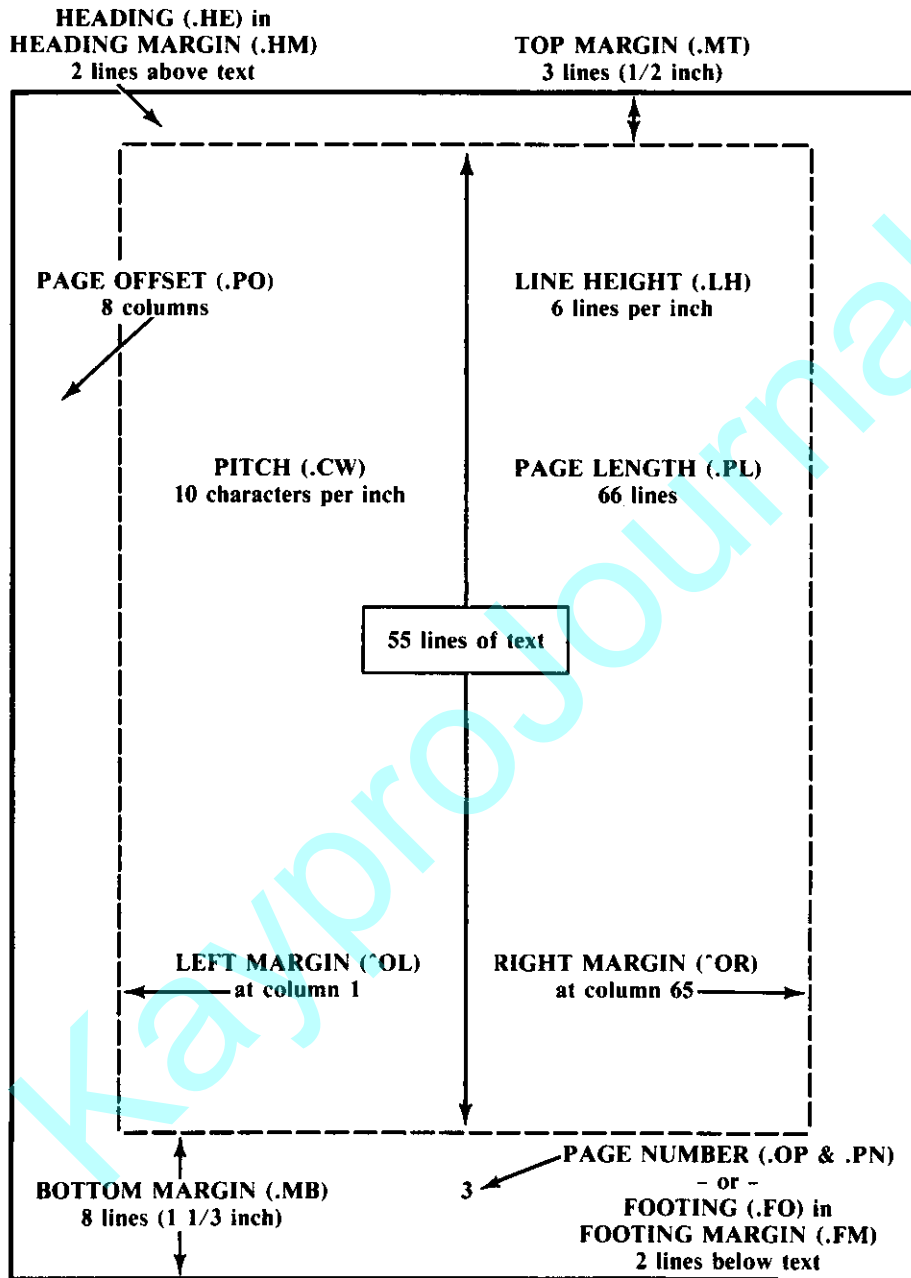 HEADING (.HE) in
HEADING MARGIN (.HM)
2 lines above text
TOP MARGIN (.MT)
3 lines (1/2 inch)
PAGE OFFSET (.PO)
8 columns
LINE HEIGHT (.LH)
6 lines per inch
PITCH (.CW)
10 characters per inch
PAGE LENGTH (.PL)
66 lines
55 lines of text
LEFT MARGIN (^OL)
at column 1
RIGHT MARGIN (^OR)
at column 65
BOTTOM MARGIN (.MB)
8 lines (1 1/3 inch)
3
PAGE NUMBER (.OP & .PN)
– or –
FOOTING (.FO) in
FOOTING MARGIN (.FM)
2 lines below text
KayproJournal